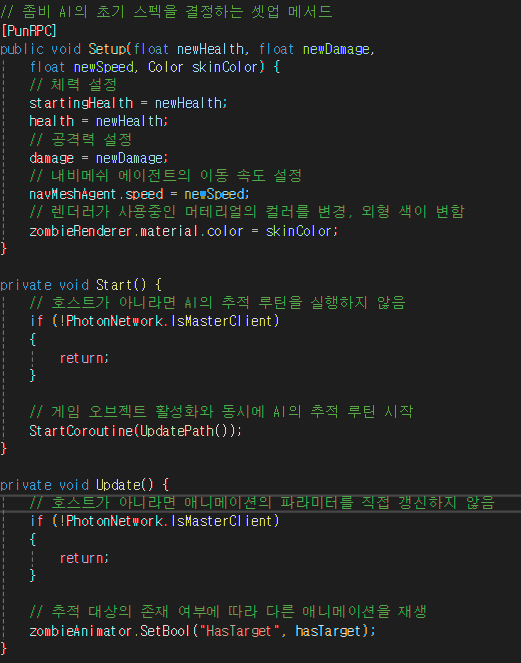 // 좀비 AI의 초기 스펙을 결정하는 셋업 메서드
[PunRPC]
public void Setup(float newHealth, float newDamage,
float newSpeed, Color skinColor) {
// 체력 설정
startingHealth = newHealth;
health = newHealth;
// 공격력 설정
damage = newDamage;
// 내비메쉬 에이전트의 이동 속도 설정
navMeshAgent.speed = newSpeed;
// 렌더러가 사용중인 머테리얼의 컬러를 변경, 외형 색이 변함
zombieRenderer.material.color = skinColor;
}
private void Start() {
// 호스트가 아니라면 AI의 추적 루틴을 실행하지 않음
if (!PhotonNetwork.IsMasterClient)
{
return;
}
// 게임 오브젝트 활성화와 동시에 AI의 추적 루틴 시작
StartCoroutine(UpdatePath());
}
private void Update() {
// 호스트가 아니라면 애니메이션의 파라미터를 직접 갱신하지 않음
if (!PhotonNetwork.IsMasterClient)
{
return;
}
// 추적 대상의 존재 여부에 따라 다른 애니메이션을 재생
zombieAnimator.SetBool("HasTarget", hasTarget);
}